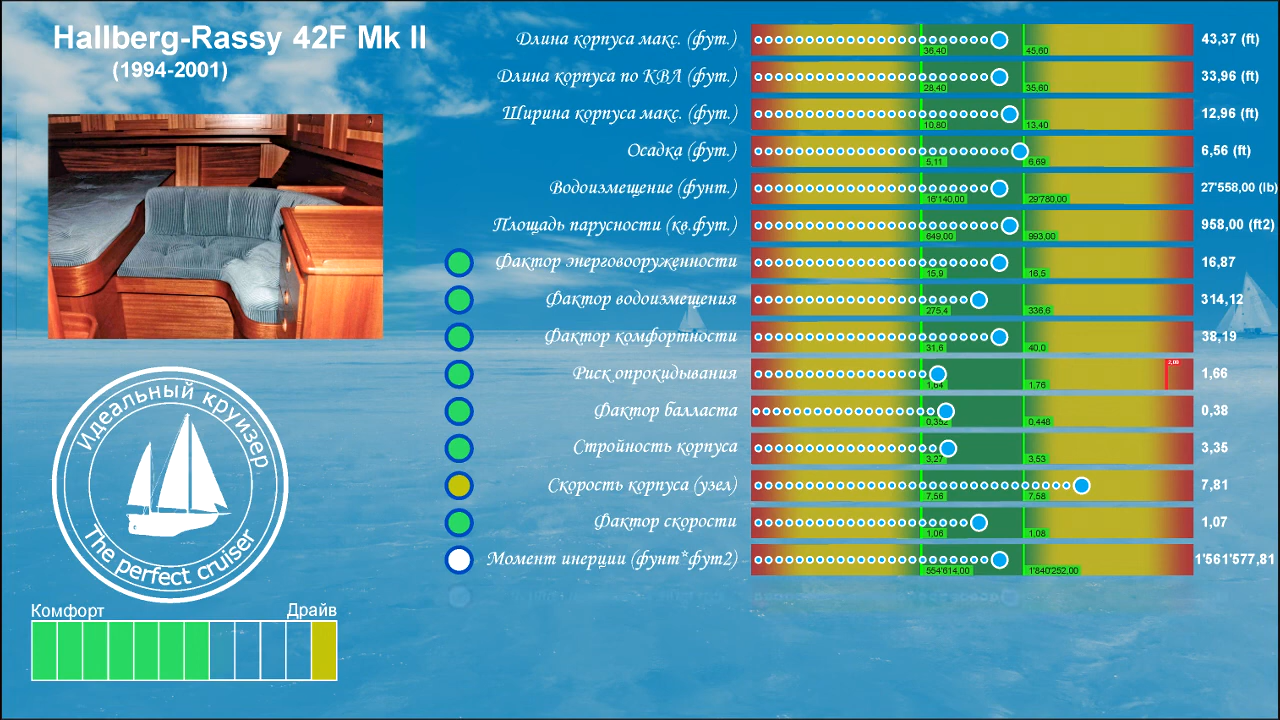 Hallberg-Rassy 42F Mk II
(1994-2001)
Длина корпуса макс. (фут.)
36,40
45,60
43,37 (ft)
Длина корпуса по КВЛ (фут.)
28,40
35,60
33,96 (ft)
Ширина корпуса макс. (фут.)
10,80
13,40
12,96 (ft)
Осадка (фут.)
5,11
6,69
6,56 (ft)
Водоизмещение (фунт.)
16'140,00
29'780,00
27'558,00 (lb)
Площадь парусности (кв.фут.)
649,00
993,00
958,00 (ft2)
Фактор энерговооруженности
15,9
16,5
16,87
Фактор водоизмещения
275,4
336,6
314,12
Фактор комфортности
31,6
40,0
38,19
Риск опрокидывания
1,64
1,76
2,08
1,66
Фактор балласта
0,352
0,448
0,38
Стройность корпуса
3,27
3,53
3,35
Скорость корпуса (узел)
7,56
7,58
7,81
Фактор скорости
1,06
1,08
1,07
Момент инерции (фунт*фут2)
554'614,00
1'840'252,00
1'561'577,81
Идеальный круизер
The perfect cruiser
Комфорт
Драйв